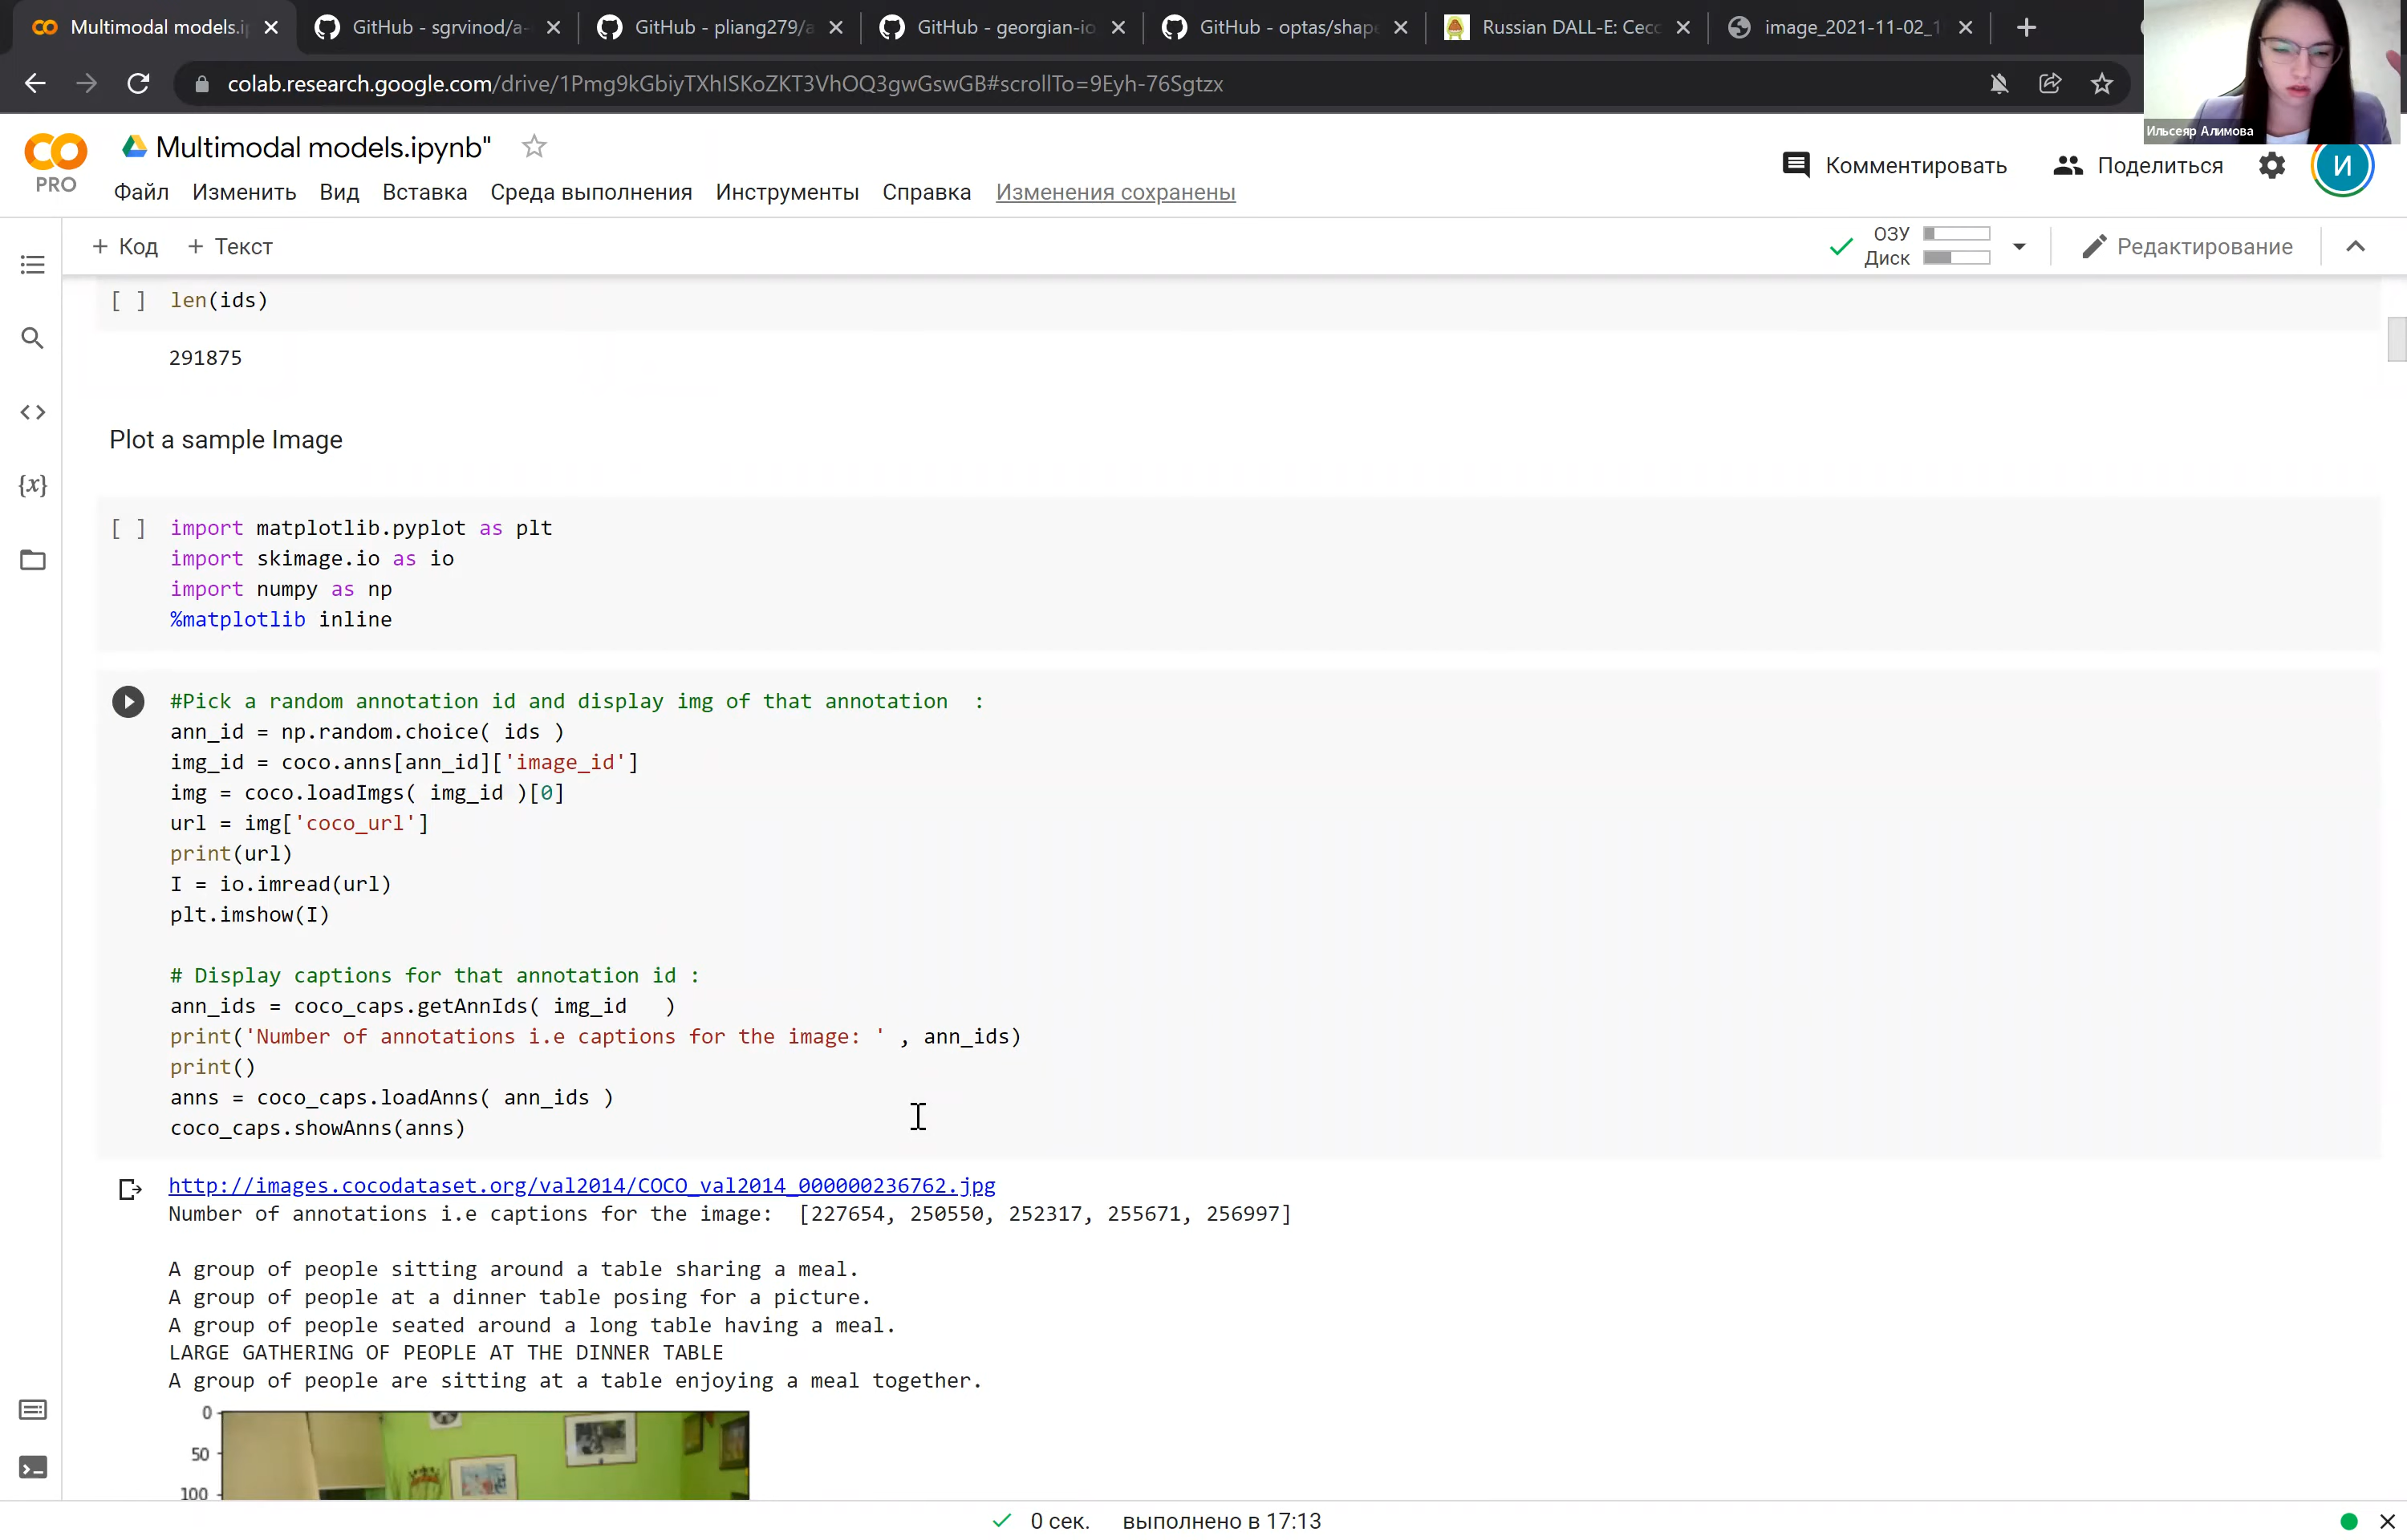 Multimodal models.i
GitHub - sgrvinod/a-
GitHub - pliang279/a
GitHub - georgian-io
GitHub - optas/shape
Russian DALL-E: Сесс
image_2021-11-02_1
colab.research.google.com/drive/1Pmg9kGbiyTXhISKoZKT3VhOQ3gwGswGB#scrollTo=9Eyh-76Sgtzx
Ильсеяр Алимова
PRO
Multimodal models.ipynb"
Комментировать
Поделиться
И
Файл Изменить Вид Вставка Среда выполнения Инструменты Справка Изменения сохранены
+ Код + Текст
ОЗУ
Диск
Редактирование
[ ] len(ids)
291875
Plot a sample Image
{x}
[ ] import matplotlib.pyplot as plt
import skimage.io as io
import numpy as np
%matplotlib inline
#Pick a random annotation id and display img of that annotation  :
ann_id = np.random.choice( ids )
img_id = coco.anns[ann_id]['image_id']
img = coco.loadImgs( img_id )[0]
url = img['coco_url']
print(url)
I = io.imread(url)
plt.imshow(I)
# Display captions for that annotation id :
ann_ids = coco_caps.getAnnIds( img_id   )
print('Number of annotations i.e captions for the image: ' , ann_ids)
print()
anns = coco_caps.loadAnns( ann_ids )
coco_caps.showAnns(anns)
http://images.cocodataset.org/val2014/COCO_val2014_000000236762.jpg
Number of annotations i.e captions for the image:  [227654, 250550, 252317, 255671, 256997]
A group of people sitting around a table sharing a meal.
A group of people at a dinner table posing for a picture.
A group of people seated around a long table having a meal.
LARGE GATHERING OF PEOPLE AT THE DINNER TABLE
A group of people are sitting at a table enjoying a meal together.
0
50
100
0 сек. выполнено в 17:13